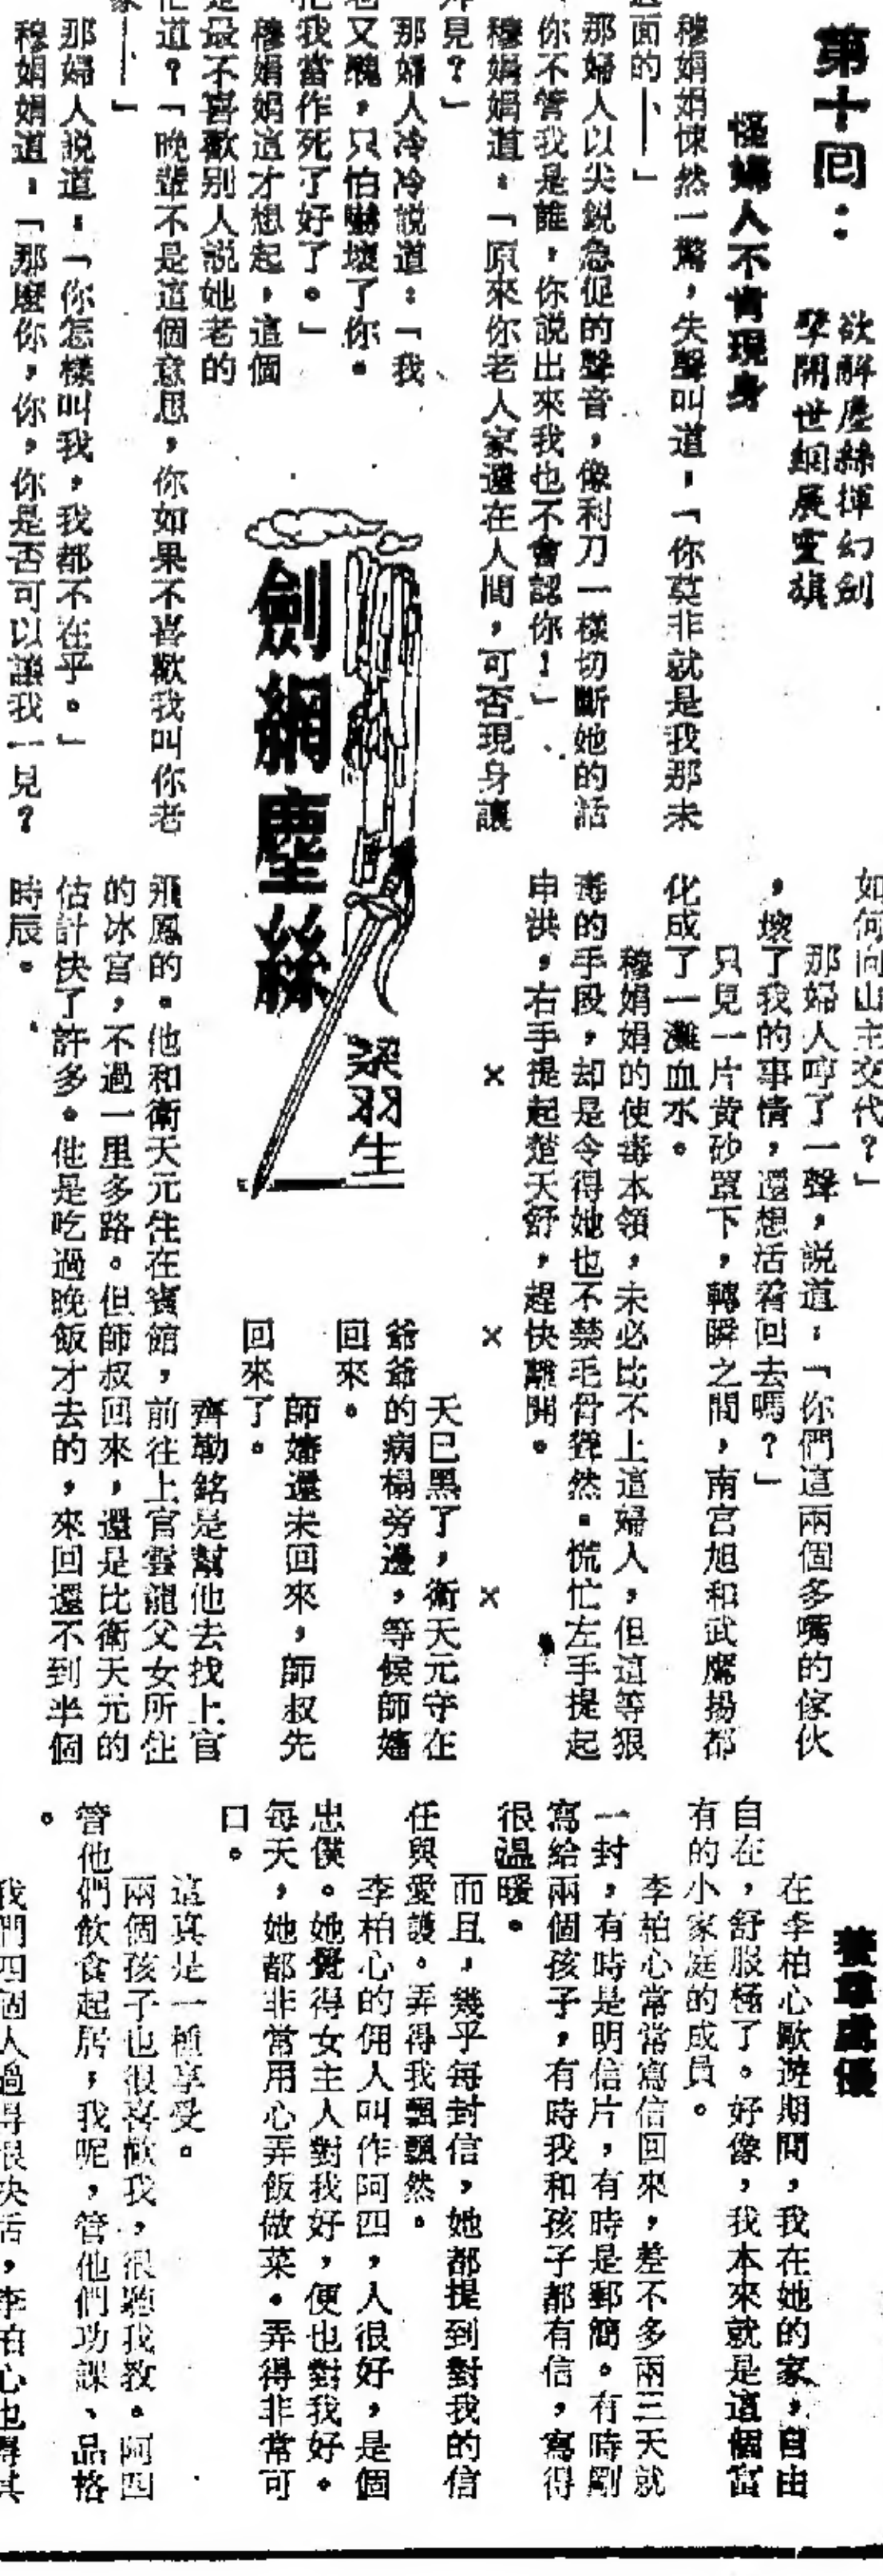 第十回：
欲解塵絲揮幻劍
擘開世網展靈旗
怪婦人不肯現身
穆娟娟悚然一驚，失聲叫道：「你莫非就是我那未
面的——」
那婦人以尖銳急促的聲音，像利刀一樣切斷她的話
你不管我是誰，你說出來我也不會認你！」
穆娟娟道：「原來你老人家還在人間，可否現身讓
見？」
那婦人冷冷說道：「我
又醜，只怕嚇壞了你。
我當作死了好了。」
穆娟娟這才想起，這個
最不喜歡別人說她老的
道？「晚輩不是這個意思，你如果不喜歡我叫你老
家——」
那婦人說道：「你怎樣叫我，我都不在乎。」
穆娟娟道：「那麼你，你，你是否可以讓我一見？
劍網塵絲
梁羽生
如何向山主交代？」
那婦人哼了一聲，說道：「你們這兩個多嘴的傢伙
，壞了我的事情，還想活着回去嗎？」
只見一片黃砂罩下，轉瞬之間，南宮旭和武鷹揚都
化成了一灘血水。
穆娟娟的使毒本領，未必比不上這婦人，但這等狠
毒的手段，却是令得她也不禁毛骨聳然。慌忙左手提起
申洪，右手提起楚天舒，趕快離開。
× × ×
天已黑了，衛天元守在
爺爺的病榻旁邊，等候師嬸
回來。
師嬸還未回來，師叔先
回來了。
齊勒銘是幫他去找上官
飛鳳的。他和衛天元住在賓館，前往上官雲龍父女所住
的冰宮，不過一里多路。但師叔回來，還是比衛天元的
估計快了許多。他是吃過晚飯才去的，來回還不到半個
時辰。
在李柏心歐遊期間，我在她的家，自由
自在，舒服極了。好像，我本來就是這個富
有的小家庭的成員。
李柏心常常寫信回來，差不多兩三天就
一封，有時是明信片，有時是郵簡。有時剛
寫給兩個孩子，有時我和孩子都有信，寫得
很溫暖。
而且，幾乎每封信，她都提到對我的信
任與愛護。弄得我飄飄然。
李柏心的佣人叫作阿四，人很好，是個
忠僕。她覺得女主人對我好，便也對我好。
每天，她都非常用心弄飯做菜。弄得非常可
口。
這真是一種享受。
兩個孩子也很喜歡我，很聽我教。阿四
管他們飲食起居，我呢，管他們功課、品格
。
我們四個人過得很快活，李柏心也得其